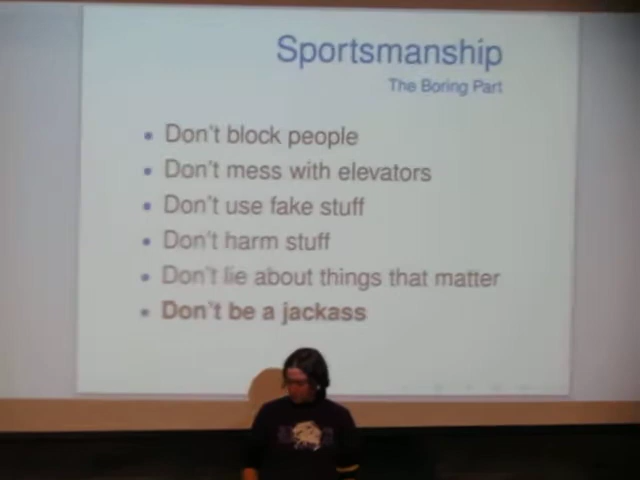 Sportsmanship
The Boring Part
Don't block people
Don't mess with elevators
Don't use fake stuff
Don't harm stuff
Don't lie about things that matter
Don't be a jackass